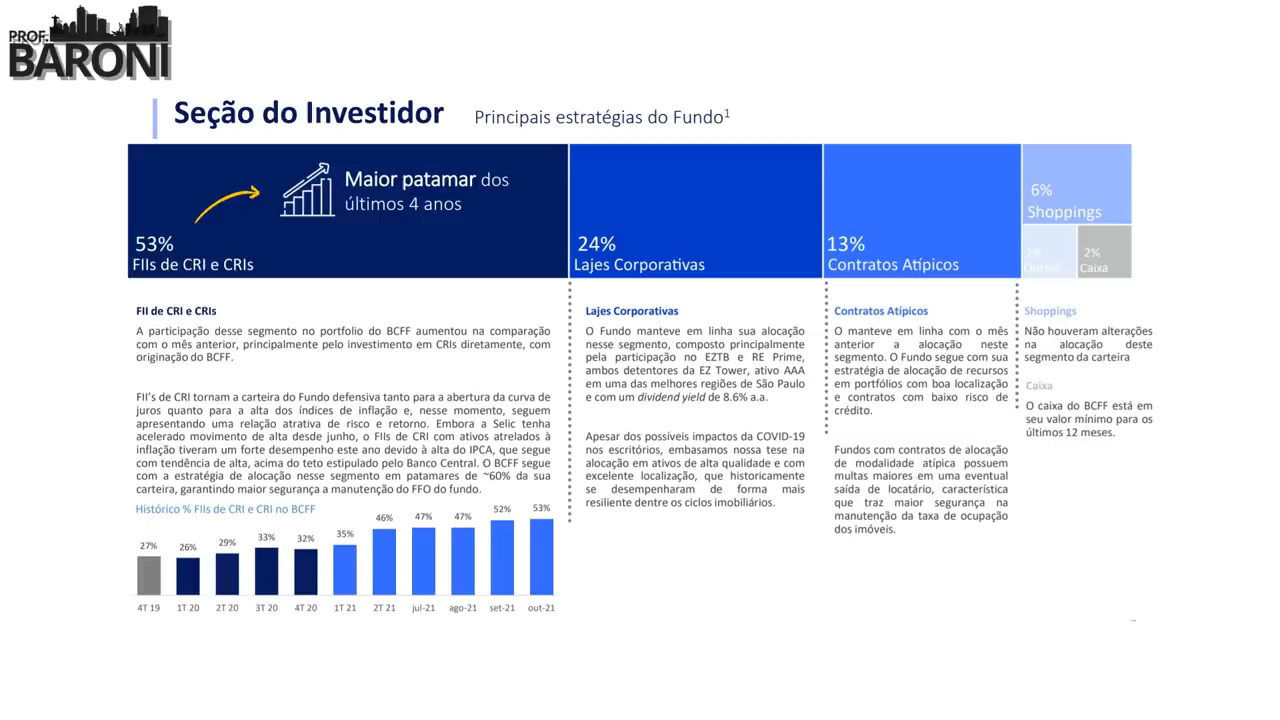 PROF.
BARONI
Seção do Investidor
Principais estratégias do Fundo¹
Maior patamar dos
últimos 4 anos
53%
FIIs de CRI e CRIs
24%
Lajes Corporativas
13%
Contratos Atípicos
6%
Shoppings
2%
Caixa
FII de CRI e CRIs
A participação desse segmento no portfolio do BCFF aumentou na comparação
com o mês anterior, principalmente pelo investimento em CRIs diretamente, com
originação do BCFF.
FII's de CRI tornam a carteira do Fundo defensiva tanto para a abertura da curva de
juros quanto para a alta dos índices de inflação e, nesse momento, seguem
apresentando uma relação atrativa de risco e retorno. Embora a Selic tenha
acelerado movimento de alta desde junho, o FIIs de CRI com ativos atrelados à
inflação tiveram um forte desempenho este ano devido à alta do IPCA, que segue
com tendência de alta, acima do teto estipulado pelo Banco Central. O BCFF segue
com a estratégia de alocação nesse segmento em patamares de ~60% da sua
carteira, garantindo maior segurança a manutenção do FFO do fundo.
Histórico % FIIs de CRI e CRI no BCFF
27% 26% 29% 33% 32% 35% 46% 47% 47% 52% 53%
4T 19 1T 20 2T 20 3T 20 4T 20 1T 21 2T 21 jul-21 ago-21 set-21 out-21
Lajes Corporativas
O Fundo manteve em linha sua alocação
nesse segmento, composto principalmente
pela participação no EZTB e RE Prime,
ambos detentores da EZ Tower, ativo AAA
em uma das melhores regiões de São Paulo
e com um dividend yield de 8.6% a.a.
Apesar dos possíveis impactos da COVID-19
nos escritórios, embasamos nossa tese na
alocação em ativos de alta qualidade e com
excelente localização, que historicamente
se desempenharam de forma mais
resiliente dentre os ciclos imobiliários.
Contratos Atípicos
O manteve em linha com o mês
anterior a alocação neste
segmento. O Fundo segue com sua
estratégia de alocação de recursos
em portfólios com boa localização
e contratos com baixo risco de
crédito.
Fundos com contratos de alocação
de modalidade atípica possuem
multas maiores em uma eventual
saída de locatário, característica
que traz maior segurança na
manutenção da taxa de ocupação
dos imóveis.
Shoppings
Não houveram alterações
na alocação deste
segmento da carteira
Caixa
O caixa do BCFF está em
seu valor mínimo para os
últimos 12 meses.